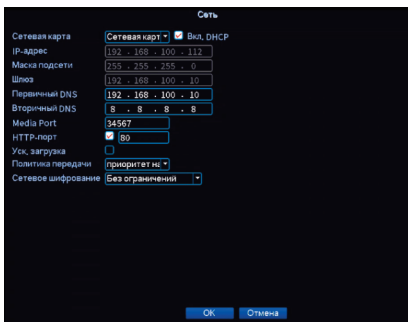 Сеть
Сетевая карта Сетевая карт Вкл. DHCP
IP-адрес 192 . 168 . 100 . 112
Маска подсети 255 . 255 . 255 . 0
Шлюз 192 . 168 . 100 . 10
Первичный DNS 192 . 168 . 100 . 10
Вторичный DNS 8 . 8 . 8 . 8
Media Port 34567
HTTP-порт 80
Уск. загрузка
Политика передачи приоритет на
Сетевое шифрование Без ограничений
OK Отмена